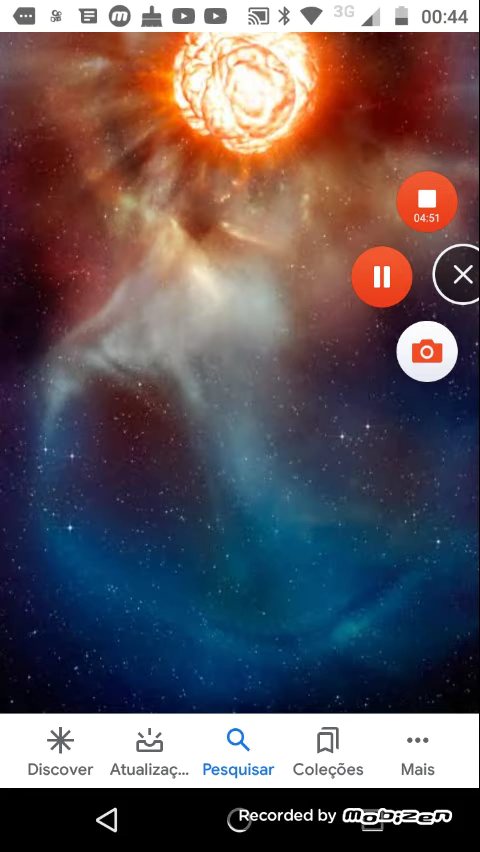 3G 00:44
04:51
Discover Atualizaç... Pesquisar Coleções Mais
Recorded by Mobizen